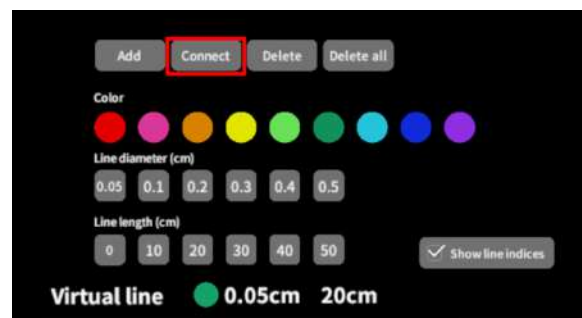 Add Connect Delete Delete all
Color
Line diameter (cm)
0.05 0.1 0.2 0.3 0.4 0.5
Line length (cm)
0 10 20 30 40 50
Show line indices
Virtual line 0.05cm 20cm